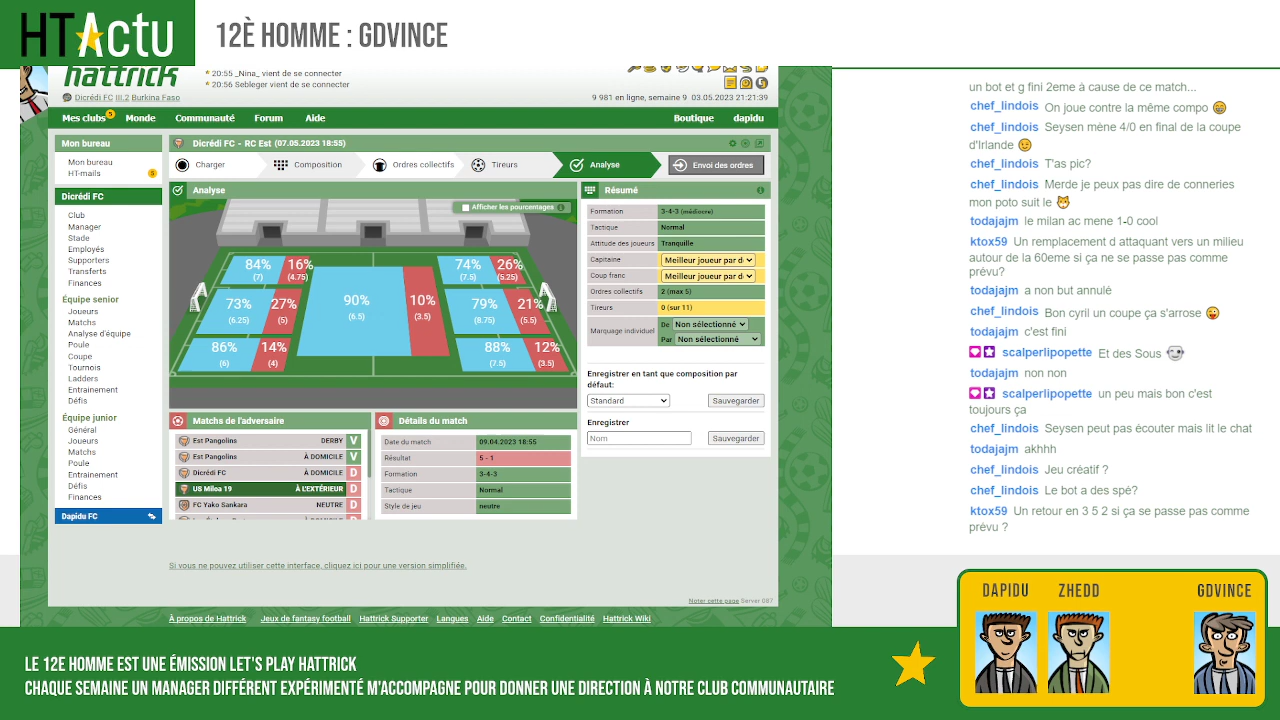 HTActu
12È HOMME : GDVINCE
hattrick
20:55 _Nina_ vient de se connecter
20:56 Sebleger vient de se connecter
Dicrédi FC III.2 Burkina Faso
9 981 en ligne, semaine 9 03.05.2023 21:21:39
Mes clubs 5 Monde Communauté Forum Aide Boutique dapidu
Mon bureau
Mon bureau
HT-mails 5
Dicrédi FC
Club
Manager
Stade
Employés
Supporters
Transferts
Finances
Équipe senior
Joueurs
Matchs
Analyse d'équipe
Poule
Coupe
Tournois
Ladders
Entrainement
Défis
Équipe junior
Général
Joueurs
Matchs
Poule
Entrainement
Défis
Finances
Dapidu FC
Dicrédi FC - RC Est (07.05.2023 18:55)
Charger Composition Ordres collectifs Tireurs Analyse Envoi des ordres
Analyse
Afficher les pourcentages
84% 16% 74% 26%
(7) (4.75) (7.5) (5.25)
73% 27% 90% 10% 79% 21%
(6.25) (5) (6.5) (3.5) (8.75) (5.5)
86% 14% 88% 12%
(6) (4) (7.5) (3.5)
Matchs de l'adversaire
Est Pangolins DERBY V
Est Pangolins À DOMICILE V
Dicrédi FC À DOMICILE D
US Miloa 19 À L'EXTÉRIEUR D
FC Yako Sankara NEUTRE D
Détails du match
Date du match 09.04.2023 18:55
Résultat 5 - 1
Formation 3-4-3
Tactique Normal
Style de jeu neutre
Résumé
Formation 3-4-3 (médiocre)
Tactique Normal
Attitude des joueurs Tranquille
Capitaine Meilleur joueur par d
Coup franc Meilleur joueur par d
Ordres collectifs 2 (max 5)
Tireurs 0 (sur 11)
Marquage individuel De Non sélectionné
Par Non sélectionné
Enregistrer en tant que composition par
défaut:
Standard Sauvegarder
Enregistrer
Nom Sauvegarder
Si vous ne pouvez utiliser cette interface, cliquez ici pour une version simplifiée.
Noter cette page Server 087
À propos de Hattrick Jeux de fantasy football Hattrick Supporter Langues Aide Contact Confidentialité Hattrick Wiki
un bot et g fini 2eme à cause de ce match...
chef_lindois On joue contre la même compo
chef_lindois Seysen mène 4/0 en final de la coupe
d'Irlande
chef_lindois T'as pic?
chef_lindois Merde je peux pas dire de conneries
mon poto suit le
todajajm le milan ac mene 1-0 cool
ktox59 Un remplacement d attaquant vers un milieu
autour de la 60eme si ça ne se passe pas comme
prévu?
todajajm a non but annulé
chef_lindois Bon cyril un coupe ça s'arrose
todajajm c'est fini
scalperlipopette Et des Sous
todajajm non non
scalperlipopette un peu mais bon c'est
toujours ça
chef_lindois Seysen peut pas écouter mais lit le chat
todajajm akhhh
chef_lindois Jeu créatif ?
chef_lindois Le bot a des spé?
ktox59 Un retour en 3 5 2 si ça se passe pas comme
prévu ?
DAPIDU ZHEDD GDVINCE
LE 12E HOMME EST UNE ÉMISSION LET'S PLAY HATTRICK
CHAQUE SEMAINE UN MANAGER DIFFÉRENT EXPÉRIMENTÉ M'ACCOMPAGNE POUR DONNER UNE DIRECTION À NOTRE CLUB COMMUNAUTAIRE